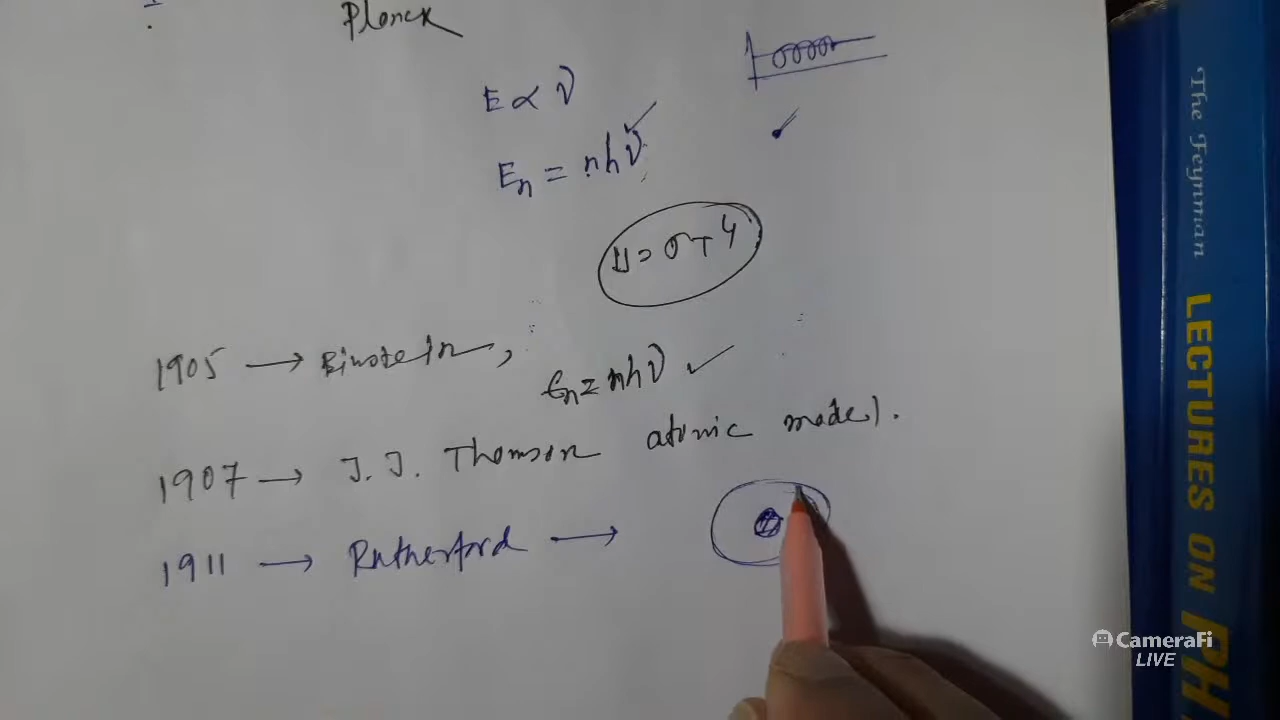 Planck
E ∝ ν
En = nhν
U = σT4
1905 → Einstein,
En = nhν
1907 → J. J. Thomson atomic model.
1911 → Rutherford →
The Feynman
LECTURES ON PH
CameraFi
LIVE